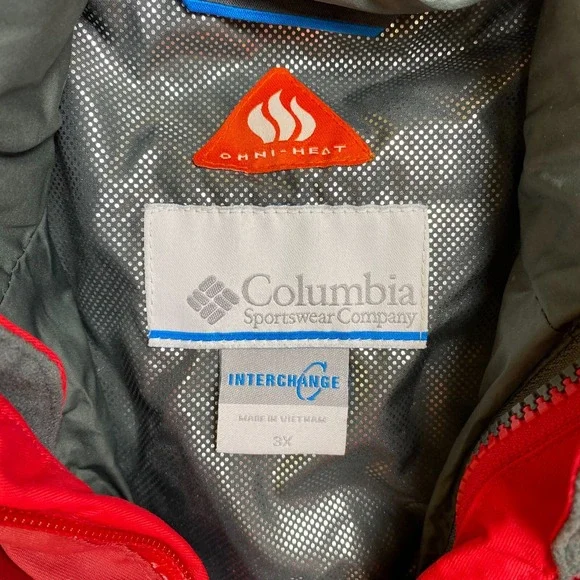 OMNI-HEAT
Columbia
Sportswear Company
INTERCHANGE
MADE IN VIETNAM
3X